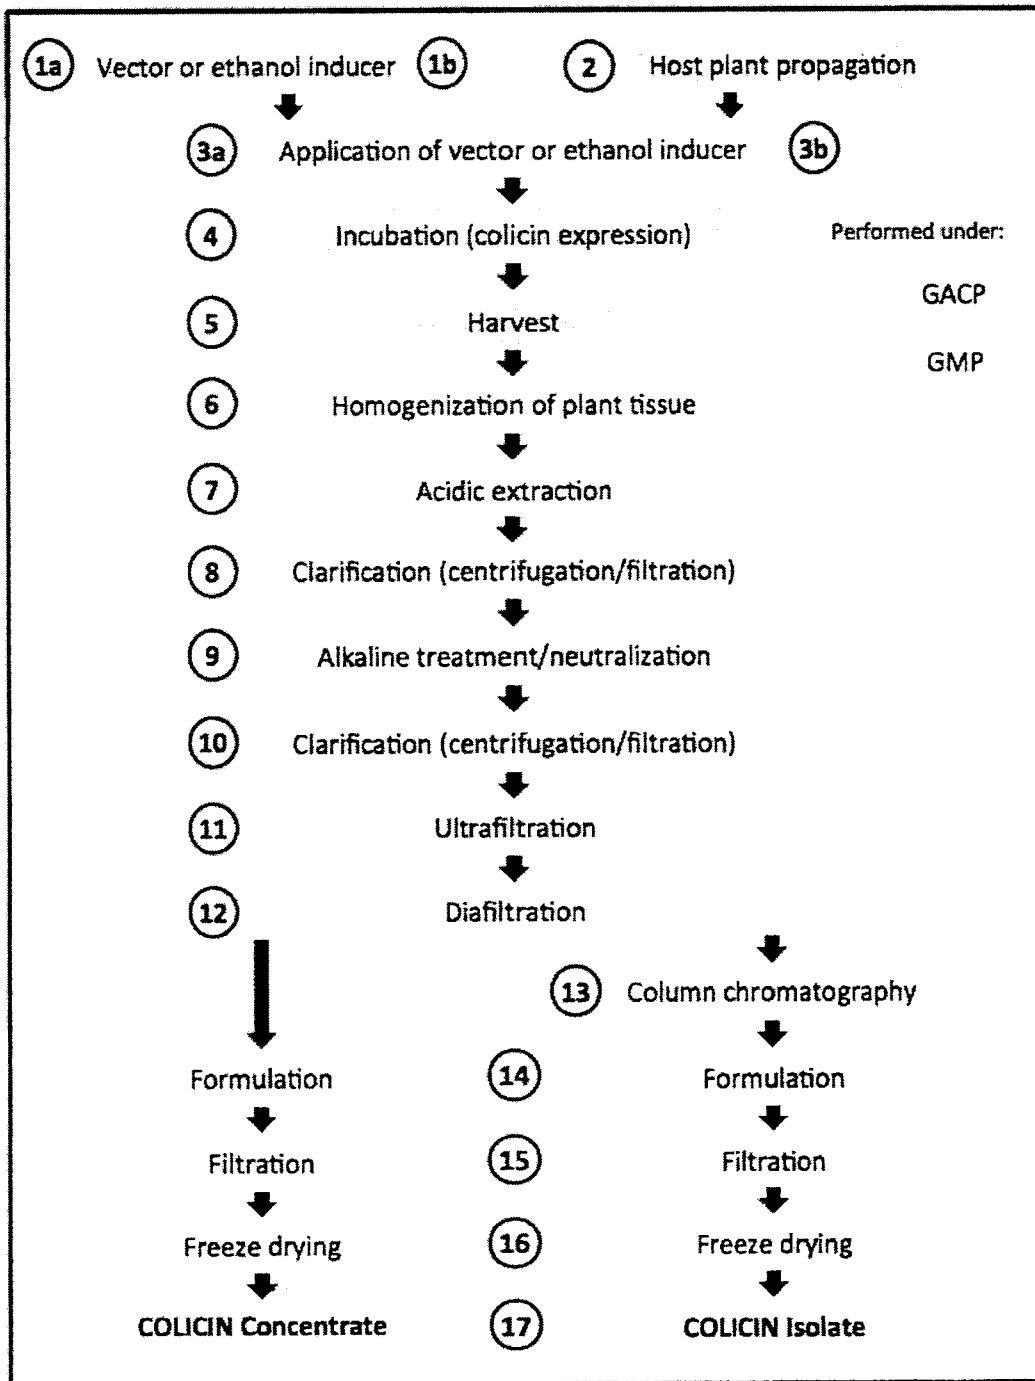 1a Vector or ethanol inducer 1b 2 Host plant propagation
3a Application of vector or ethanol inducer 3b
4 Incubation (colicin expression) Performed under:
GACP
5 Harvest
GMP
6 Homogenization of plant tissue
7 Acidic extraction
8 Clarification (centrifugation/filtration)
9 Alkaline treatment/neutralization
10 Clarification (centrifugation/filtration)
11 Ultrafiltration
12 Diafiltration
13 Column chromatography
Formulation 14 Formulation
Filtration 15 Filtration
Freeze drying 16 Freeze drying
COLICIN Concentrate 17 COLICIN Isolate